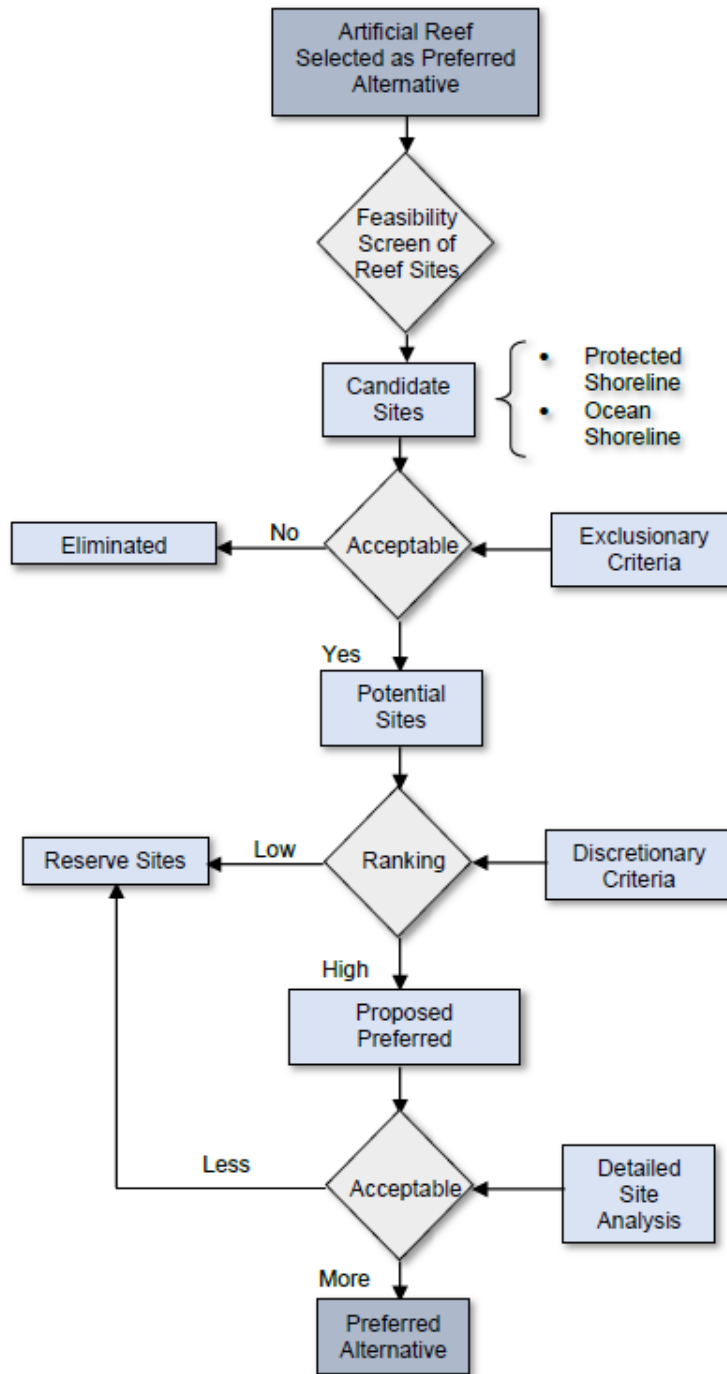 Artificial Reef
Selected as Preferred
Alternative
Feasibility
Screen of
Reef Sites
Candidate
Sites
• Protected
Shoreline
• Ocean
Shoreline
Eliminated
No
Acceptable
Exclusionary
Criteria
Yes
Potential
Sites
Reserve Sites
Low
Ranking
Discretionary
Criteria
High
Proposed
Preferred
Less
Acceptable
Detailed
Site
Analysis
More
Preferred
Alternative